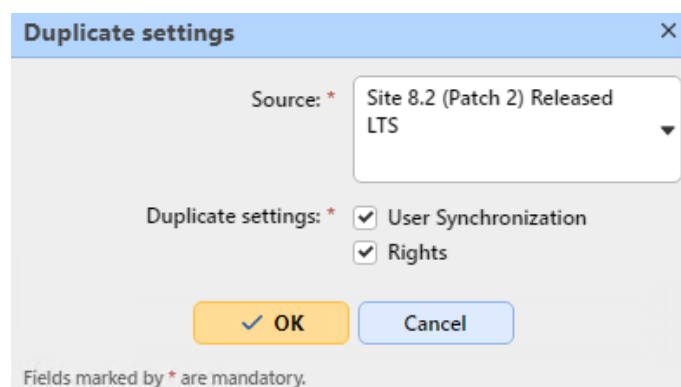 Duplicate settings
Source: *
Site 8.2 (Patch 2) Released
LTS
Duplicate settings: *
User Synchronization
Rights
OK
Cancel
Fields marked by * are mandatory.